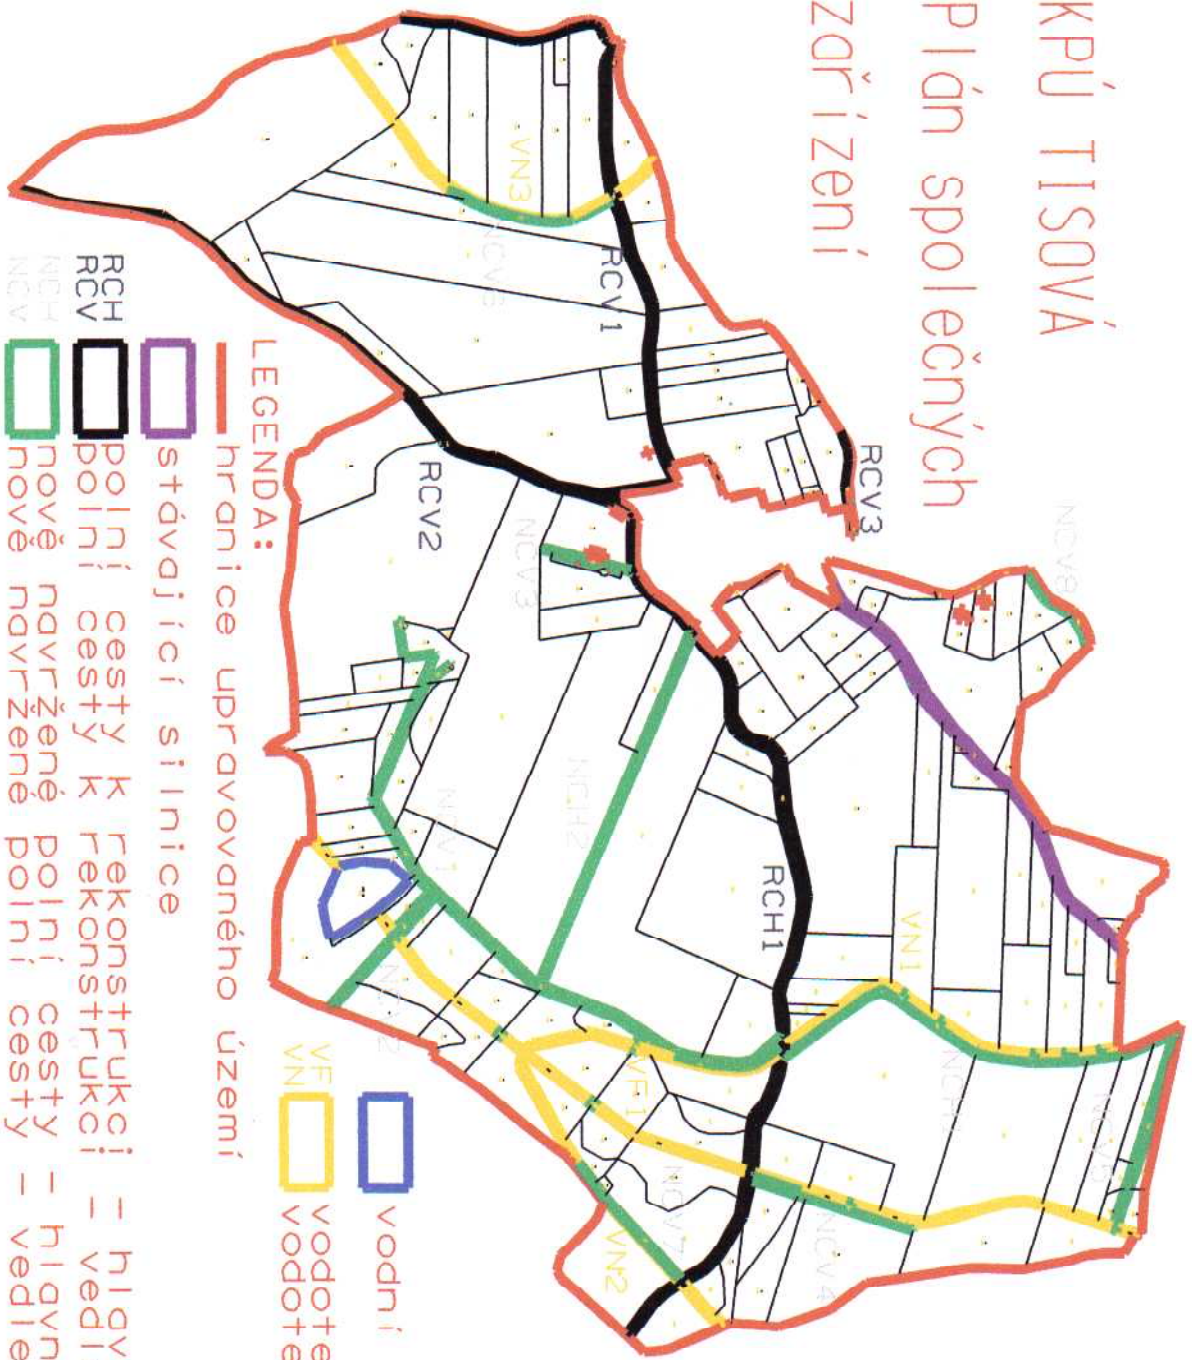 KPÚ TISOVÁ
Plán společných
zařízení
RCV3
NCV8
VN3
NCV6
RCV1
RCV2
NCV3
NCH2
NCV1
RCH1
VN1
NCH1
NCV5
VF1
NCV7
NCV4
VN2
LEGENDA:
hranice upravovaného území
stávající silnice
RCH polní cesty k rekonstrukci – hlav
RCV polní cesty k rekonstrukci – vedl
NCH nově navržené polní cesty – hlavn
NCV nově navržené polní cesty – vedle
vodní
VF vodote
VN vodote